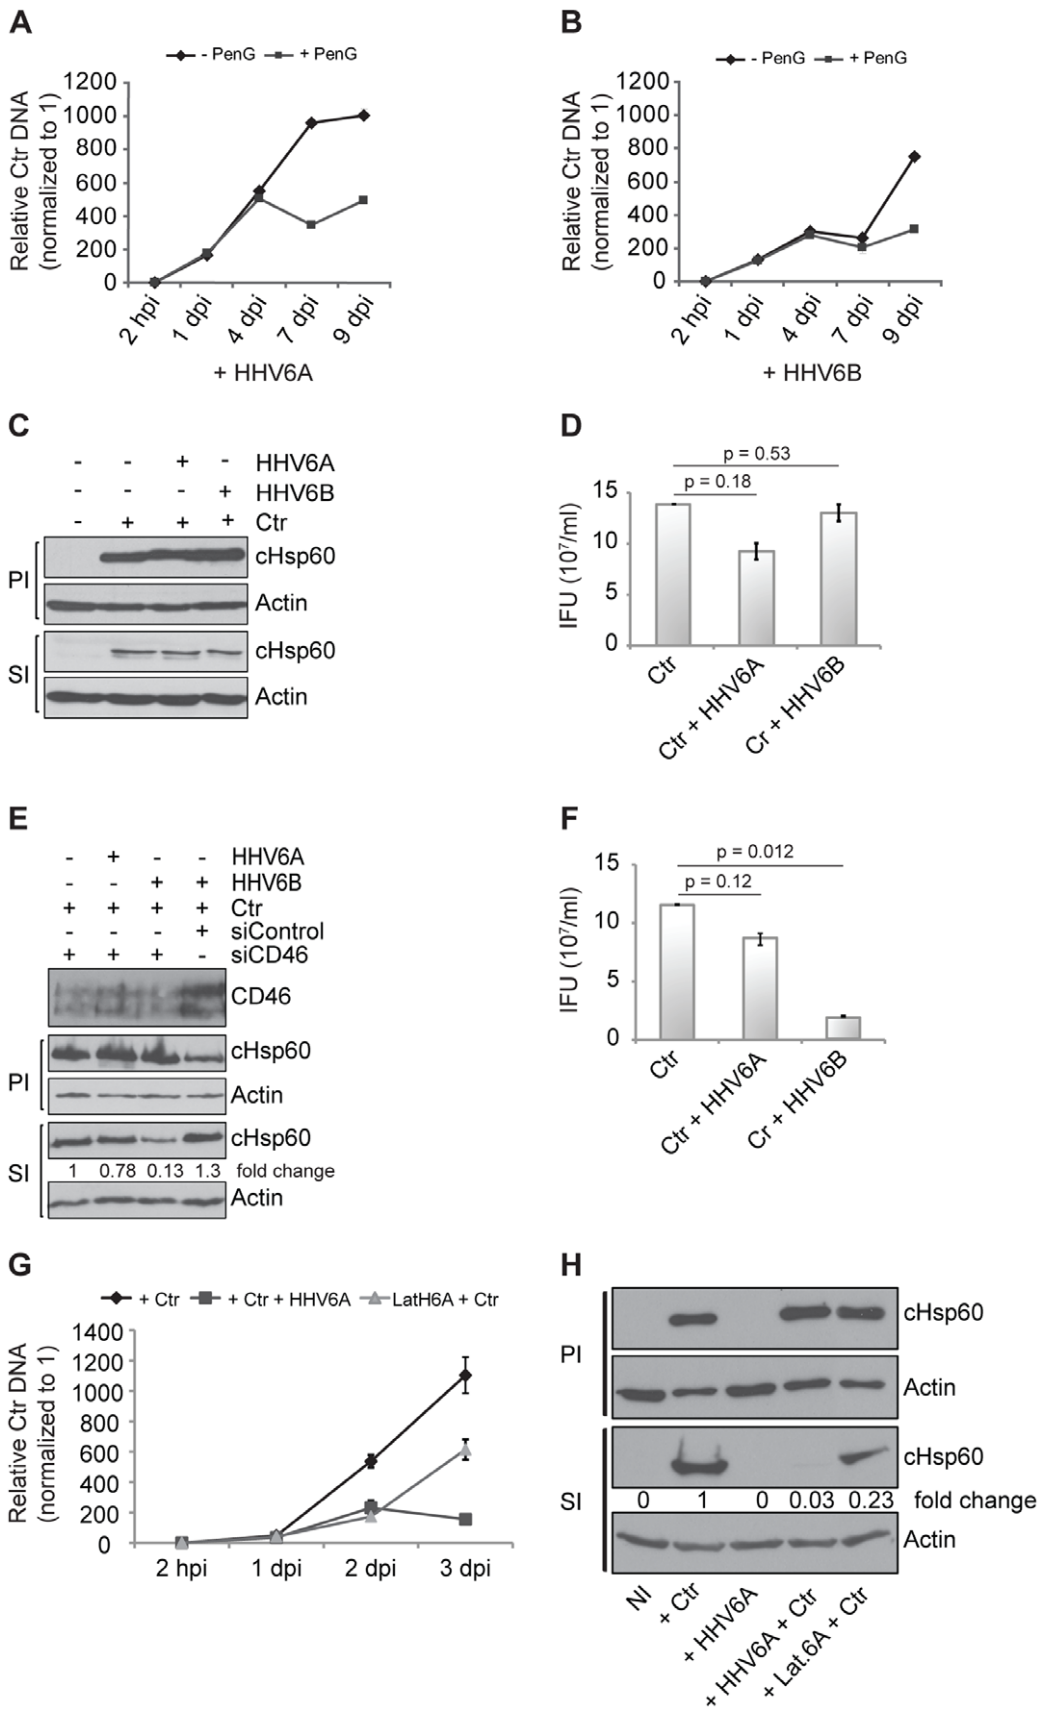 A
- PenG + PenG
Relative Ctr DNA
(normalized to 1)
1200
1000
800
600
400
200
0
2 hpi 1 dpi 4 dpi 7 dpi 9 dpi
+ HHV6A
B
- PenG + PenG
Relative Ctr DNA
(normalized to 1)
1200
1000
800
600
400
200
0
2 hpi 1 dpi 4 dpi 7 dpi 9 dpi
+ HHV6B
C
- - + - HHV6A
- - - + HHV6B
- + + + Ctr
PI
cHsp60
Actin
SI
cHsp60
Actin
D
p = 0.53
p = 0.18
IFU (10⁷/ml)
15
10
5
0
Ctr
Ctr + HHV6A
Cr + HHV6B
E
- + - - HHV6A
- - + + HHV6B
+ + + + Ctr
- - - + siControl
+ + + - siCD46
CD46
PI
cHsp60
Actin
SI
cHsp60
1 0.78 0.13 1.3 fold change
Actin
F
p = 0.012
p = 0.12
IFU (10⁷/ml)
15
10
5
0
Ctr
Ctr + HHV6A
Cr + HHV6B
G
+ Ctr + Ctr + HHV6A LatH6A + Ctr
Relative Ctr DNA
(normalized to 1)
1400
1200
1000
800
600
400
200
0
2 hpi 1 dpi 2 dpi 3 dpi
H
PI
cHsp60
Actin
SI
cHsp60
0 1 0 0.03 0.23 fold change
Actin
NI
+ Ctr
+ HHV6A
+ HHV6A + Ctr
+ Lat.6A + Ctr